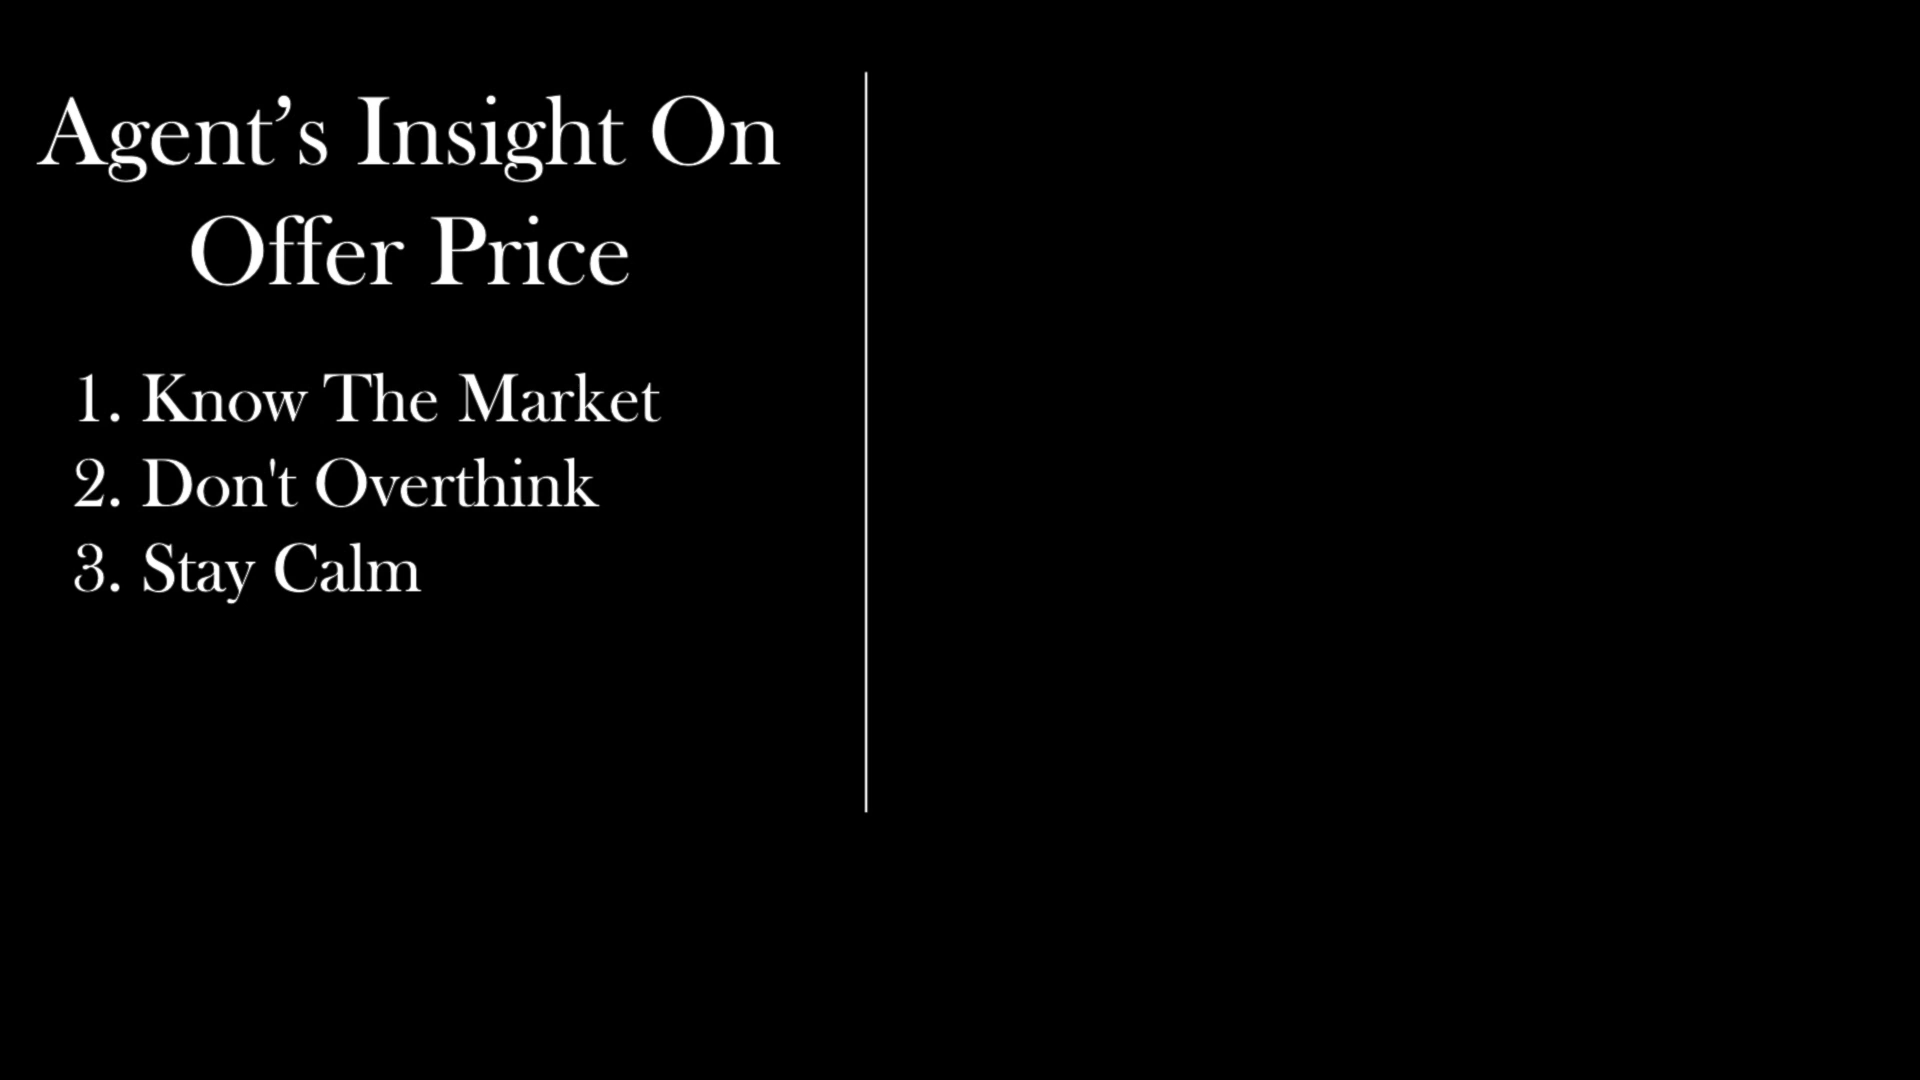 Agent’s Insight On
Offer Price
1. Know The Market
2. Don't Overthink
3. Stay Calm